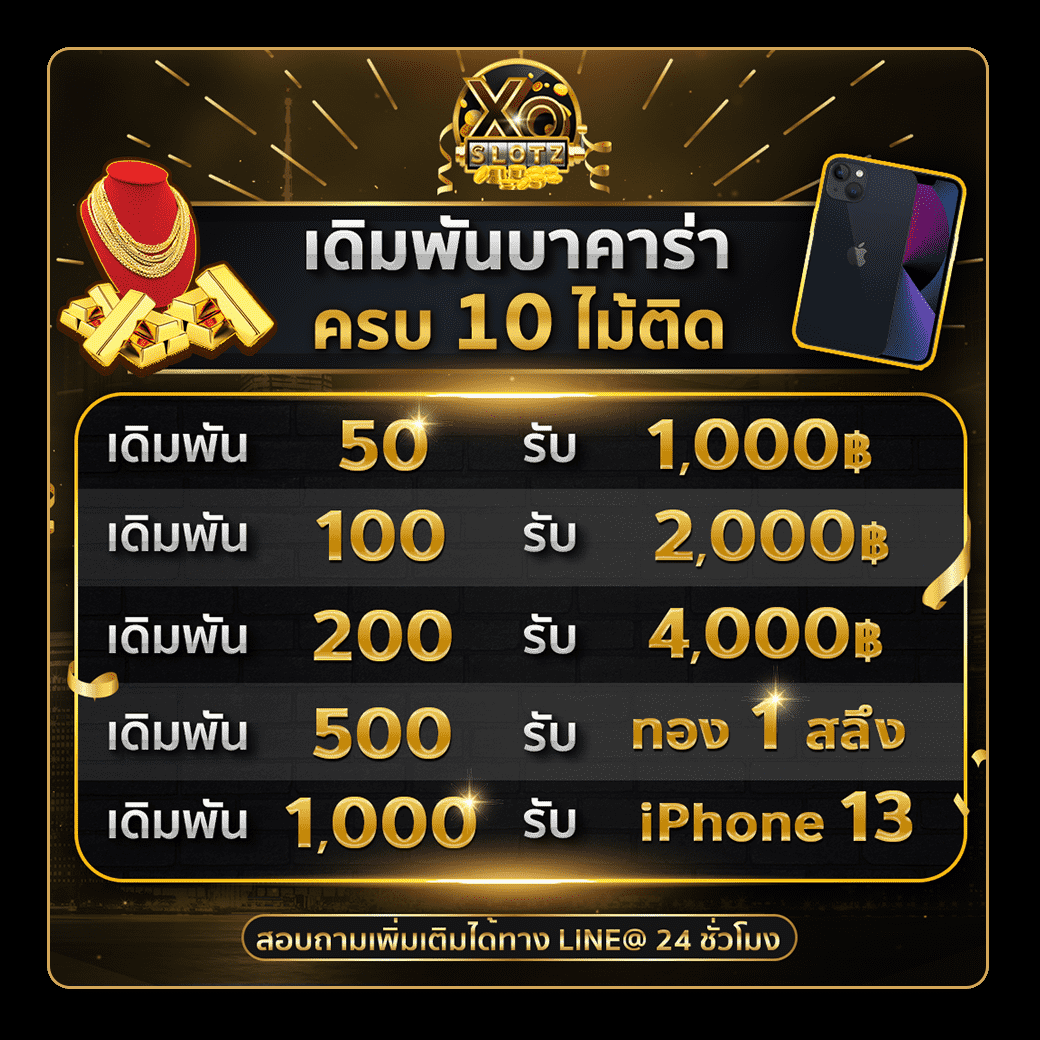 XO
SLOTZ
เดิมพันบาคาร่า
ครบ 10 ไม้ติด
เดิมพัน 50 รับ 1,000฿
เดิมพัน 100 รับ 2,000฿
เดิมพัน 200 รับ 4,000฿
เดิมพัน 500 รับ ทอง 1 สลึง
เดิมพัน 1,000 รับ iPhone 13
สอบถามเพิ่มเติมได้ทาง LINE@ 24 ชั่วโมง